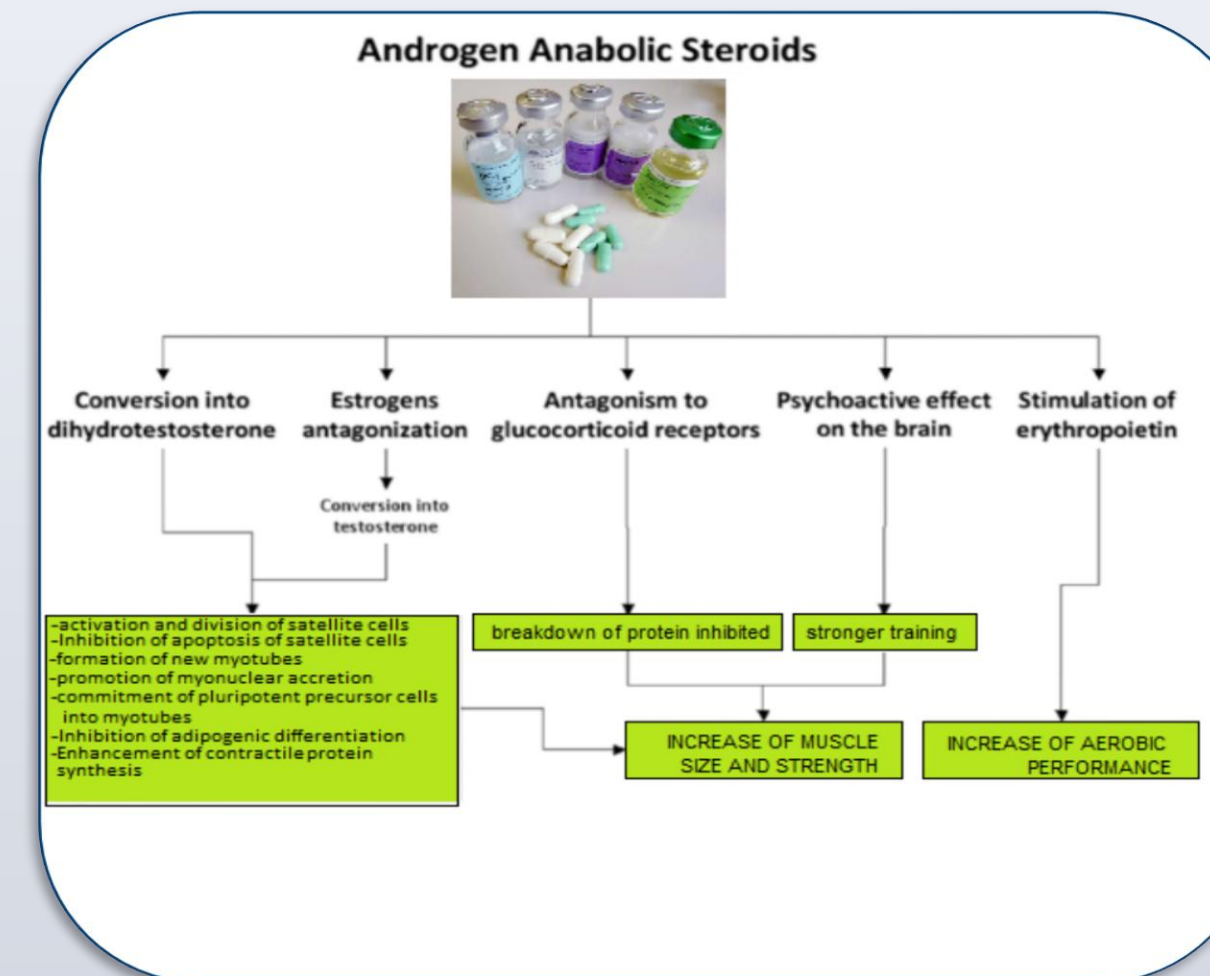 Androgen Anabolic Steroids
Conversion into
dihydrotestosterone
Estrogens
antagonization
Antagonism to
glucocorticoid receptors
Psychoactive effect
on the brain
Stimulation of
erythropoietin
Conversion into
testosterone
-activation and division of satellite cells
-Inhibition of apoptosis of satellite cells
-formation of new myotubes
-promotion of myonuclear accretion
-commitment of pluripotent precursor cells
into myotubes
-Inhibition of adipogenic differentiation
-Enhancement of contractile protein
synthesis
breakdown of protein inhibited
stronger training
INCREASE OF MUSCLE
SIZE AND STRENGTH
INCREASE OF AEROBIC
PERFORMANCE